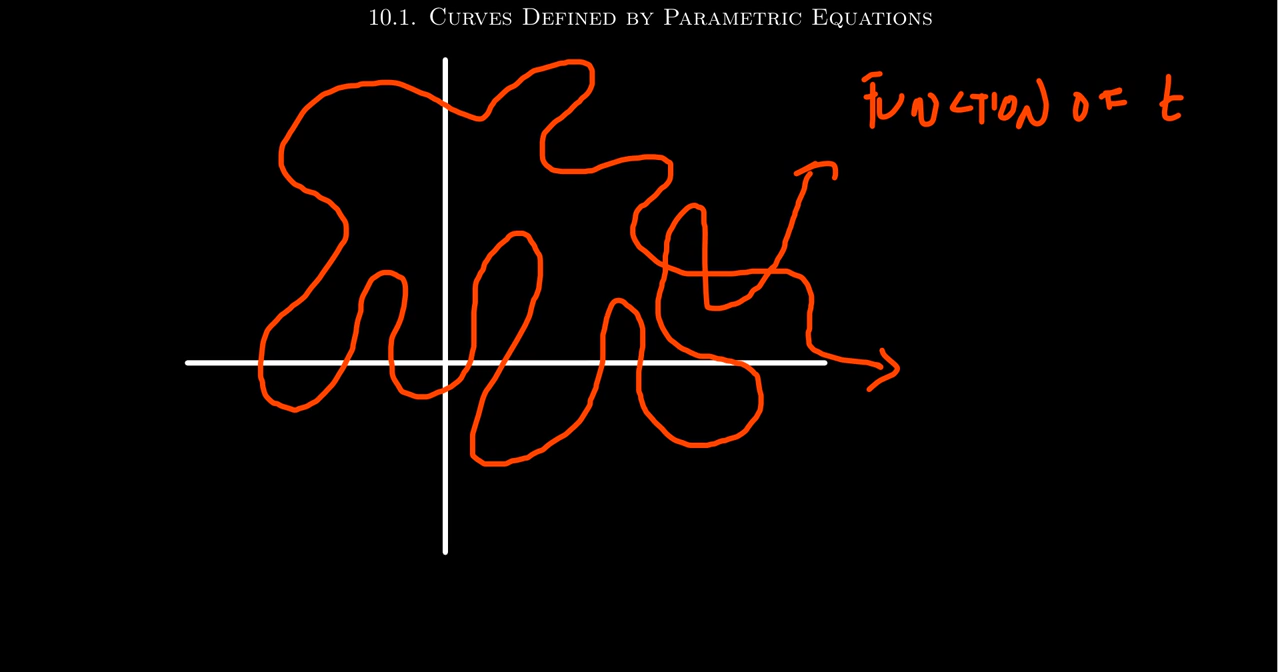 10.1. Curves Defined by Parametric Equations
FUNCTION OF t